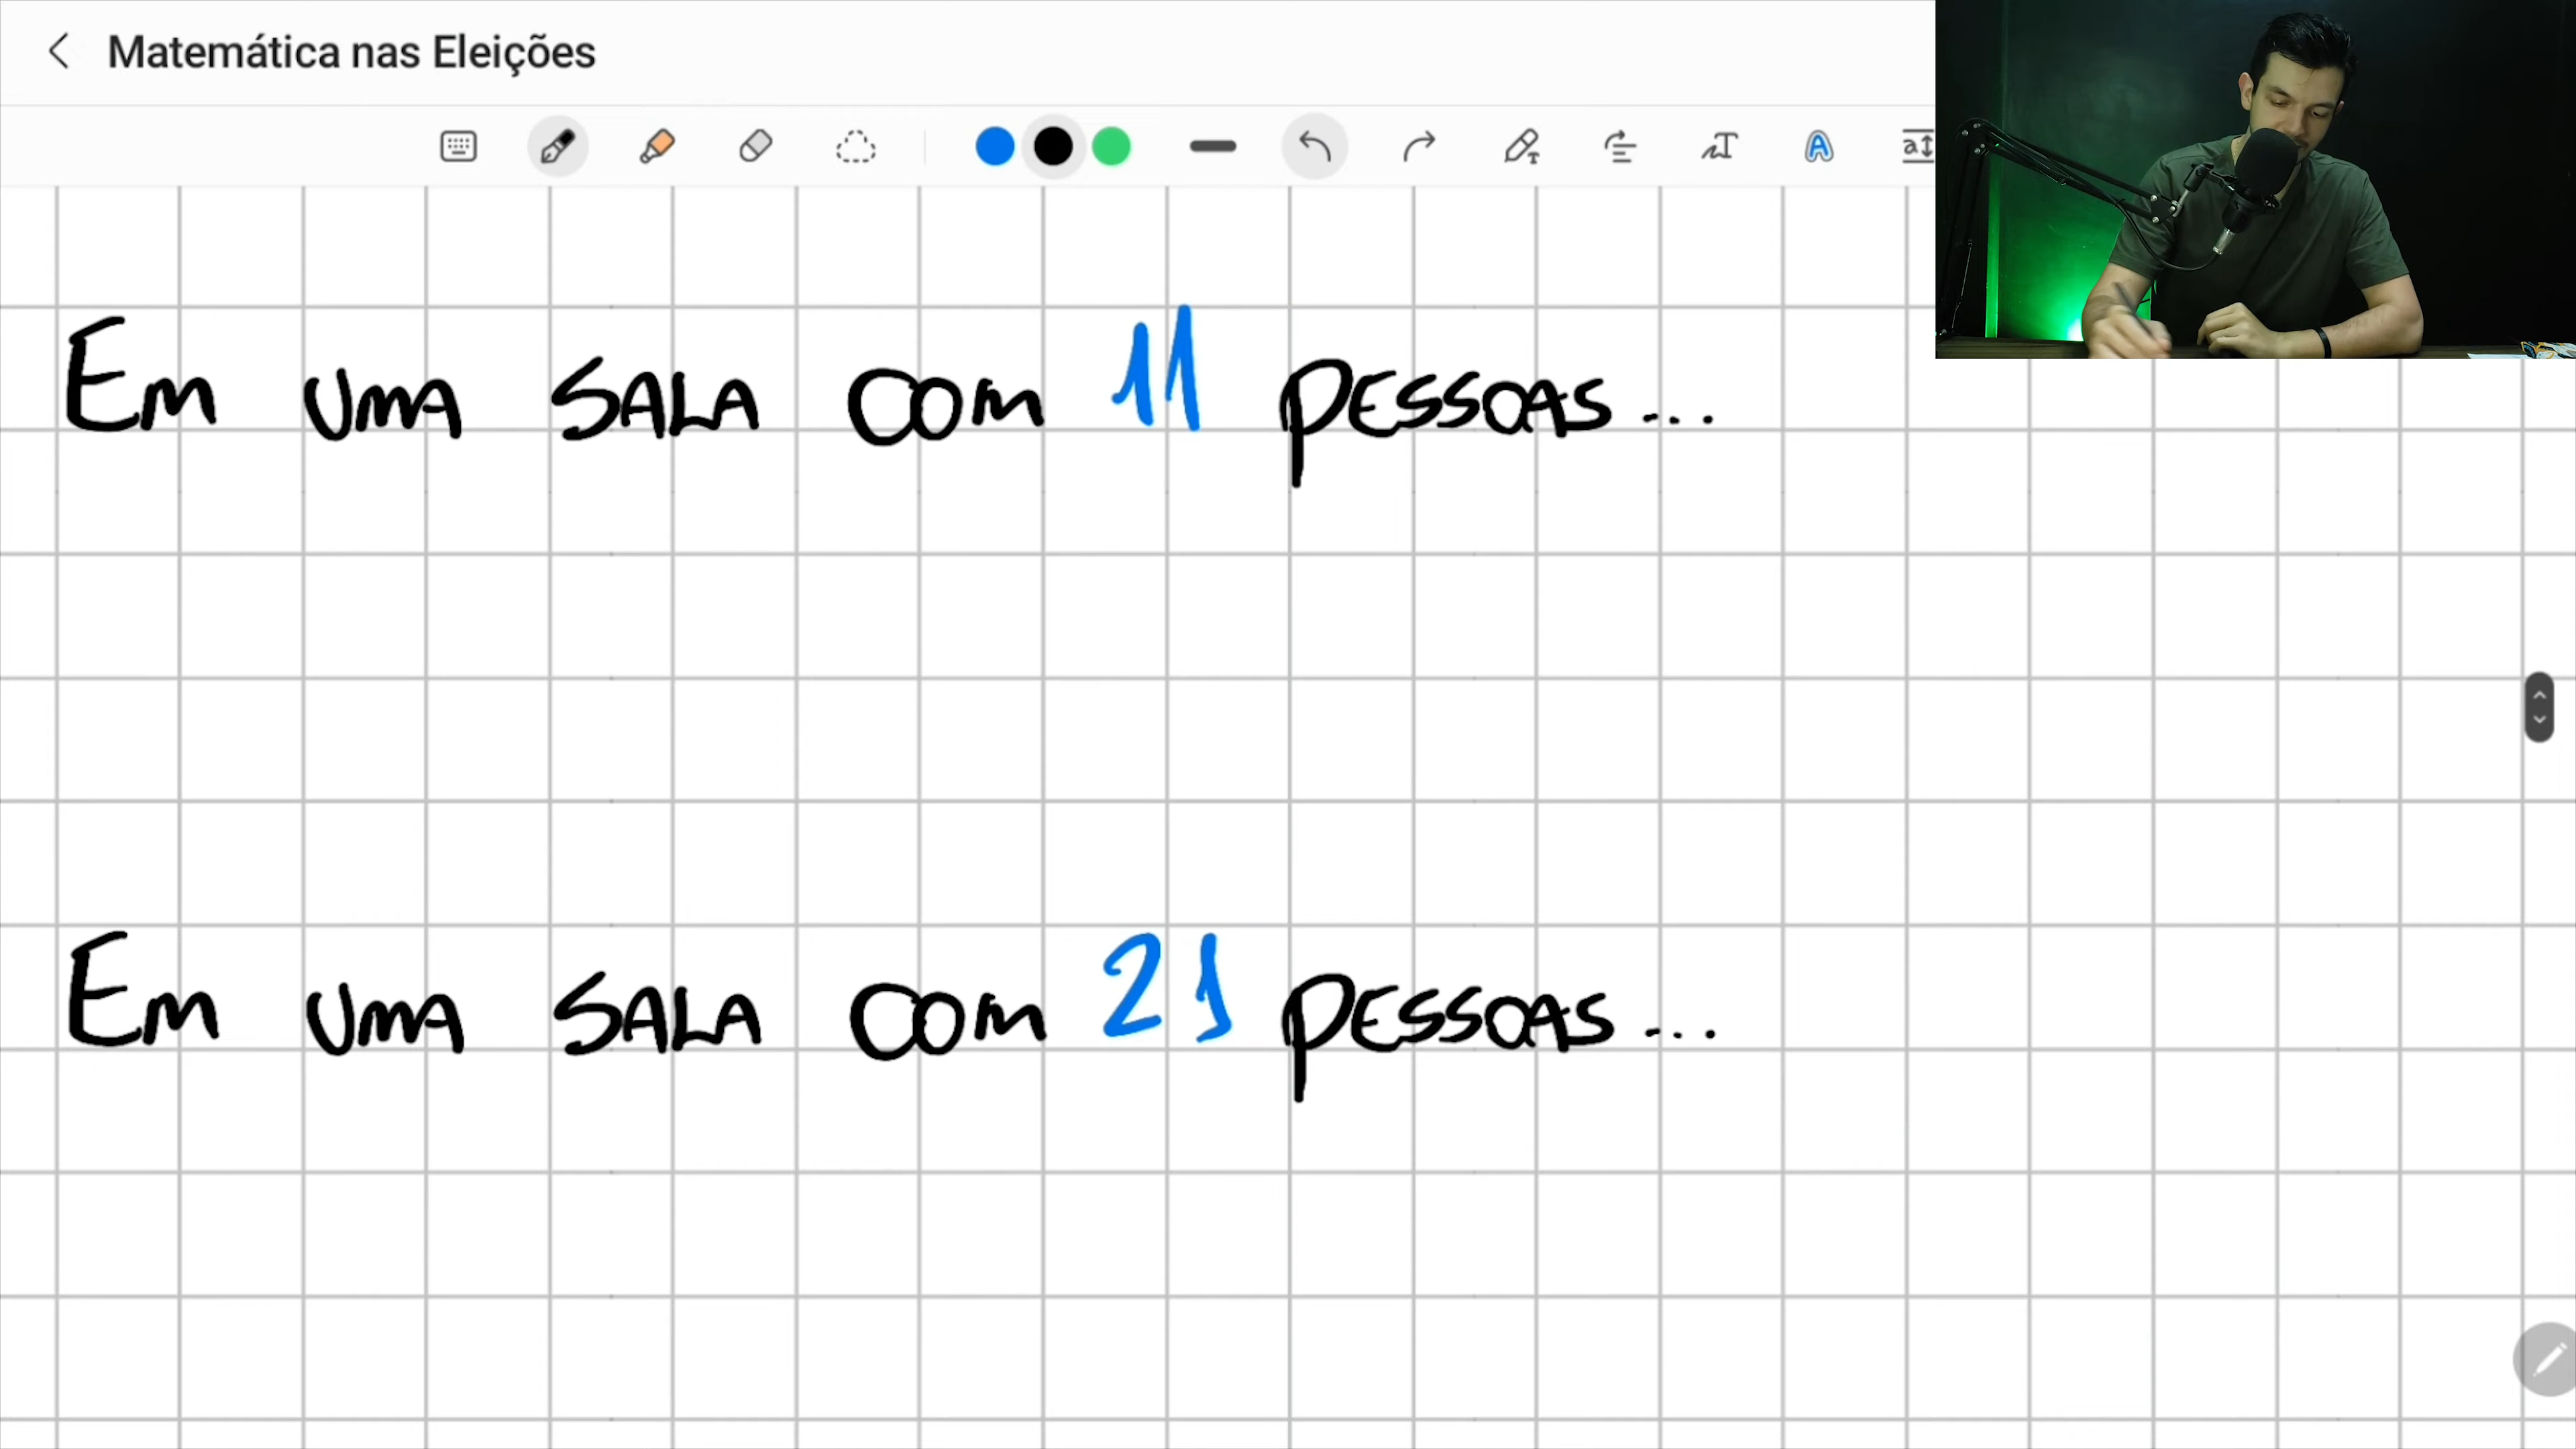 Matemática nas Eleições
EM UMA SALA COM 11 PESSOAS...
EM UMA SALA COM 21 PESSOAS...